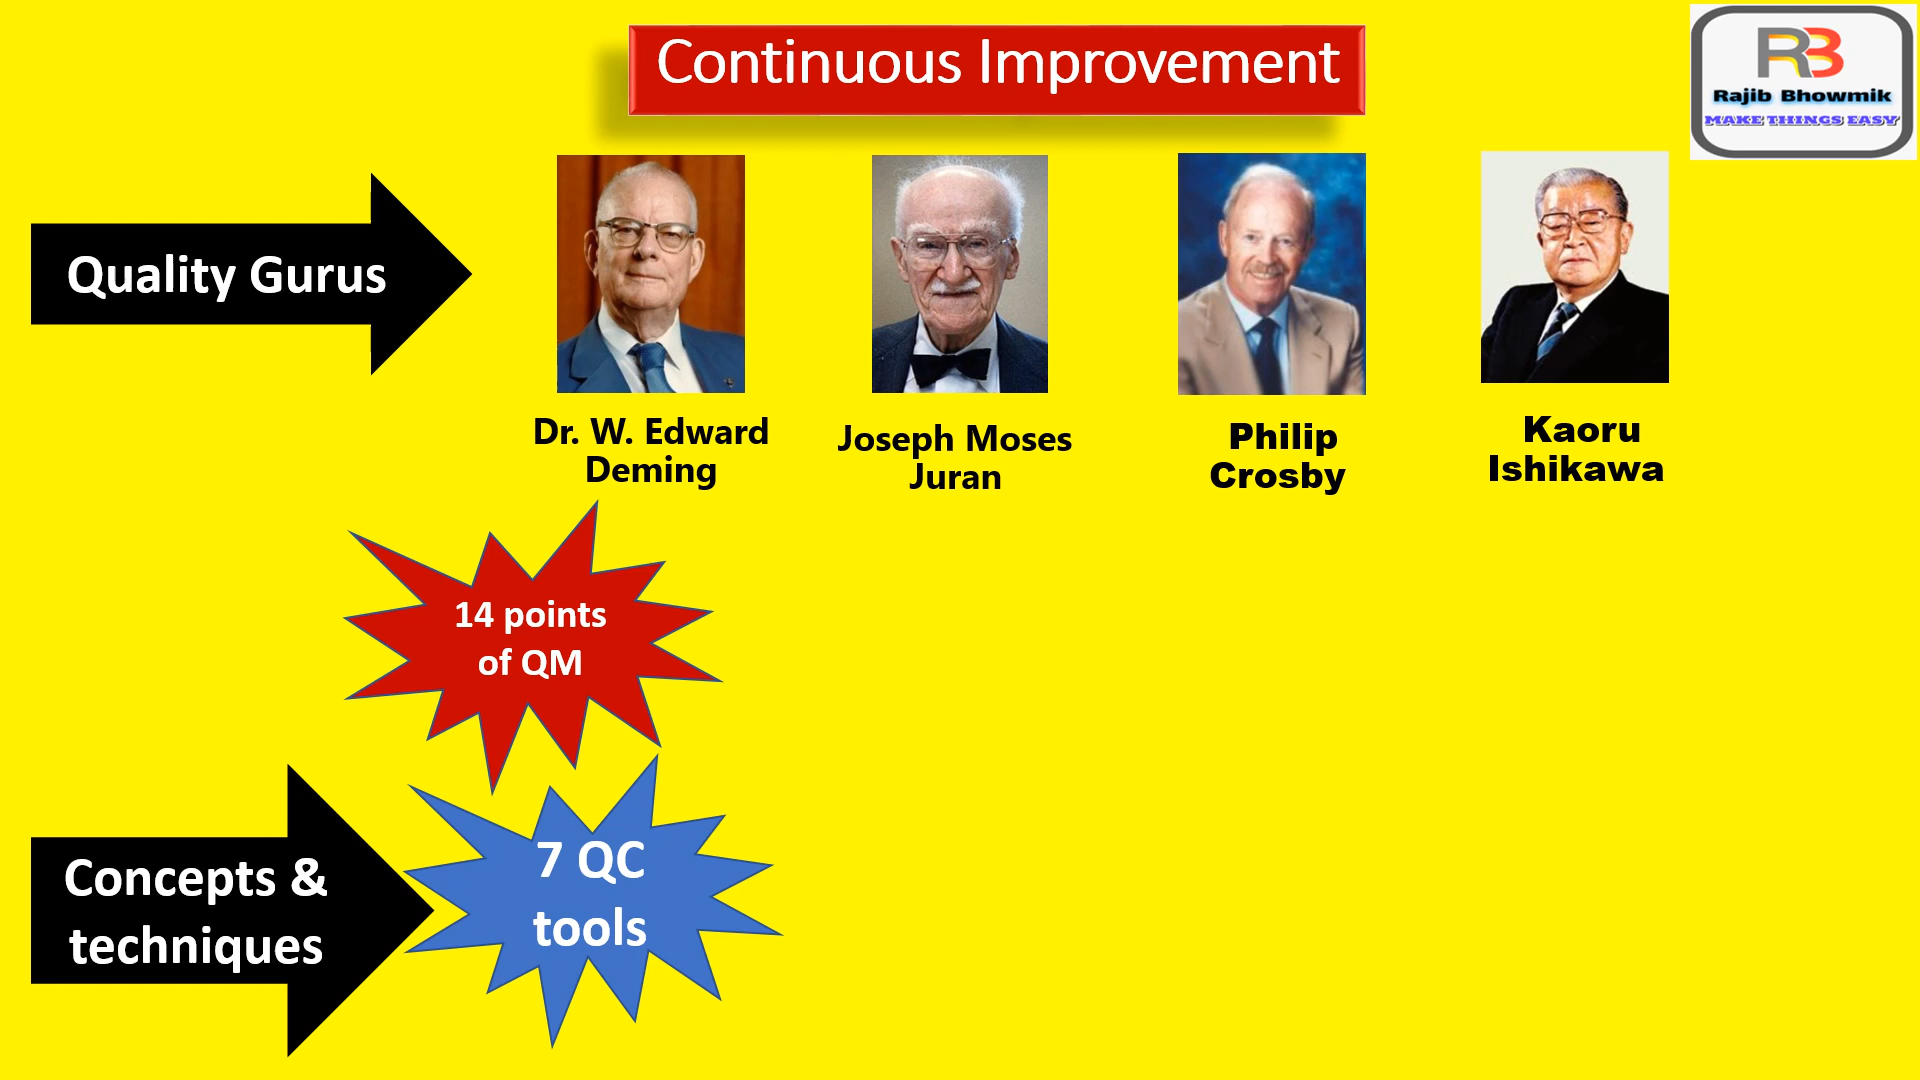 Continuous Improvement
RB
Rajib Bhowmik
MAKE THINGS EASY
Quality Gurus
Dr. W. Edward
Deming
Joseph Moses
Juran
Philip
Crosby
Kaoru
Ishikawa
14 points
of QM
7 QC
tools
Concepts &
techniques